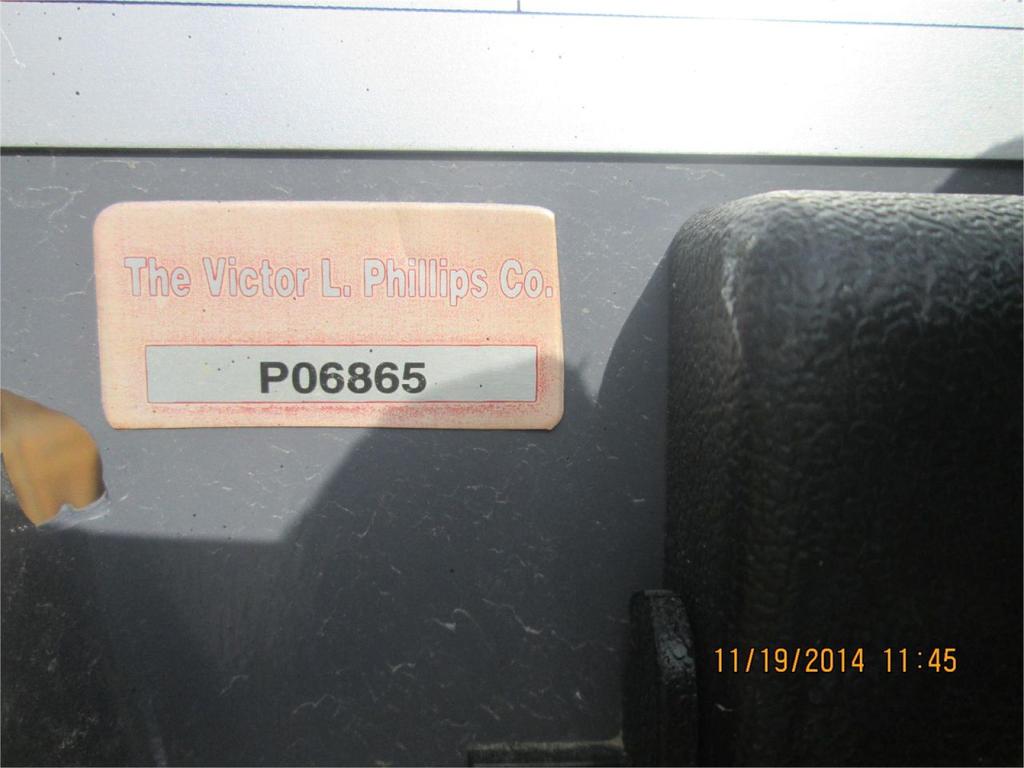 The Victor L. Phillips Co.
P06865
11/19/2014 11:45